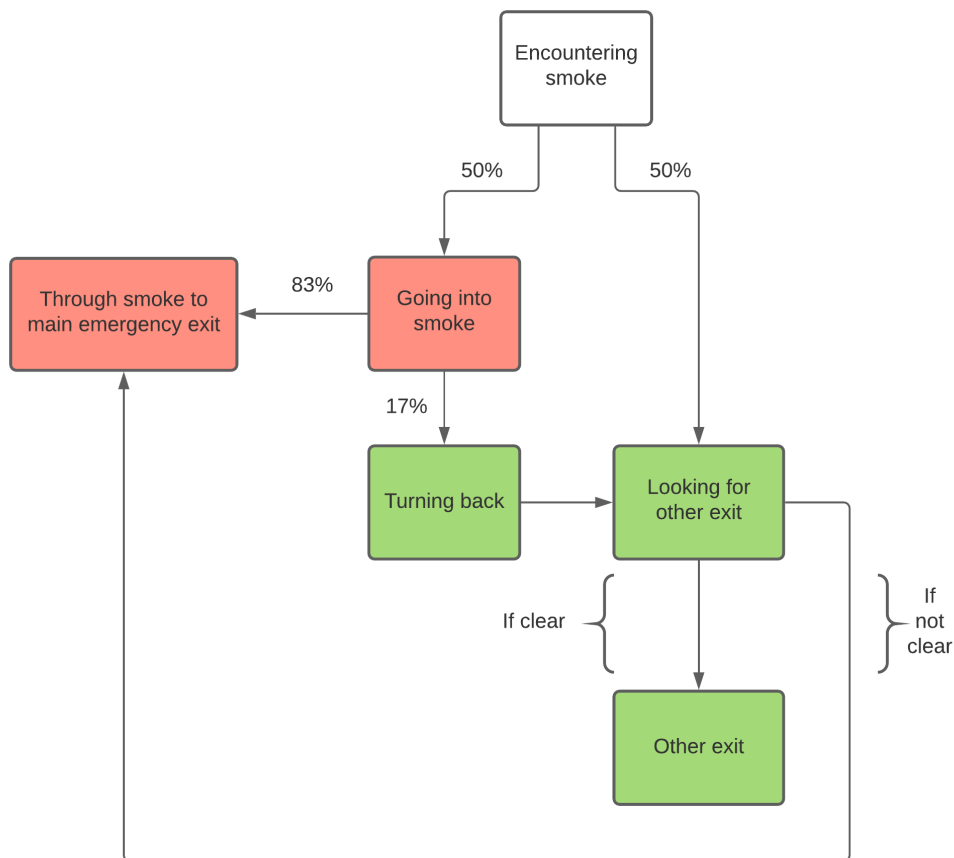 Encountering
smoke
50%
50%
Through smoke to
main emergency exit
83%
Going into
smoke
17%
Turning back
Looking for
other exit
If clear
If
not
clear
Other exit